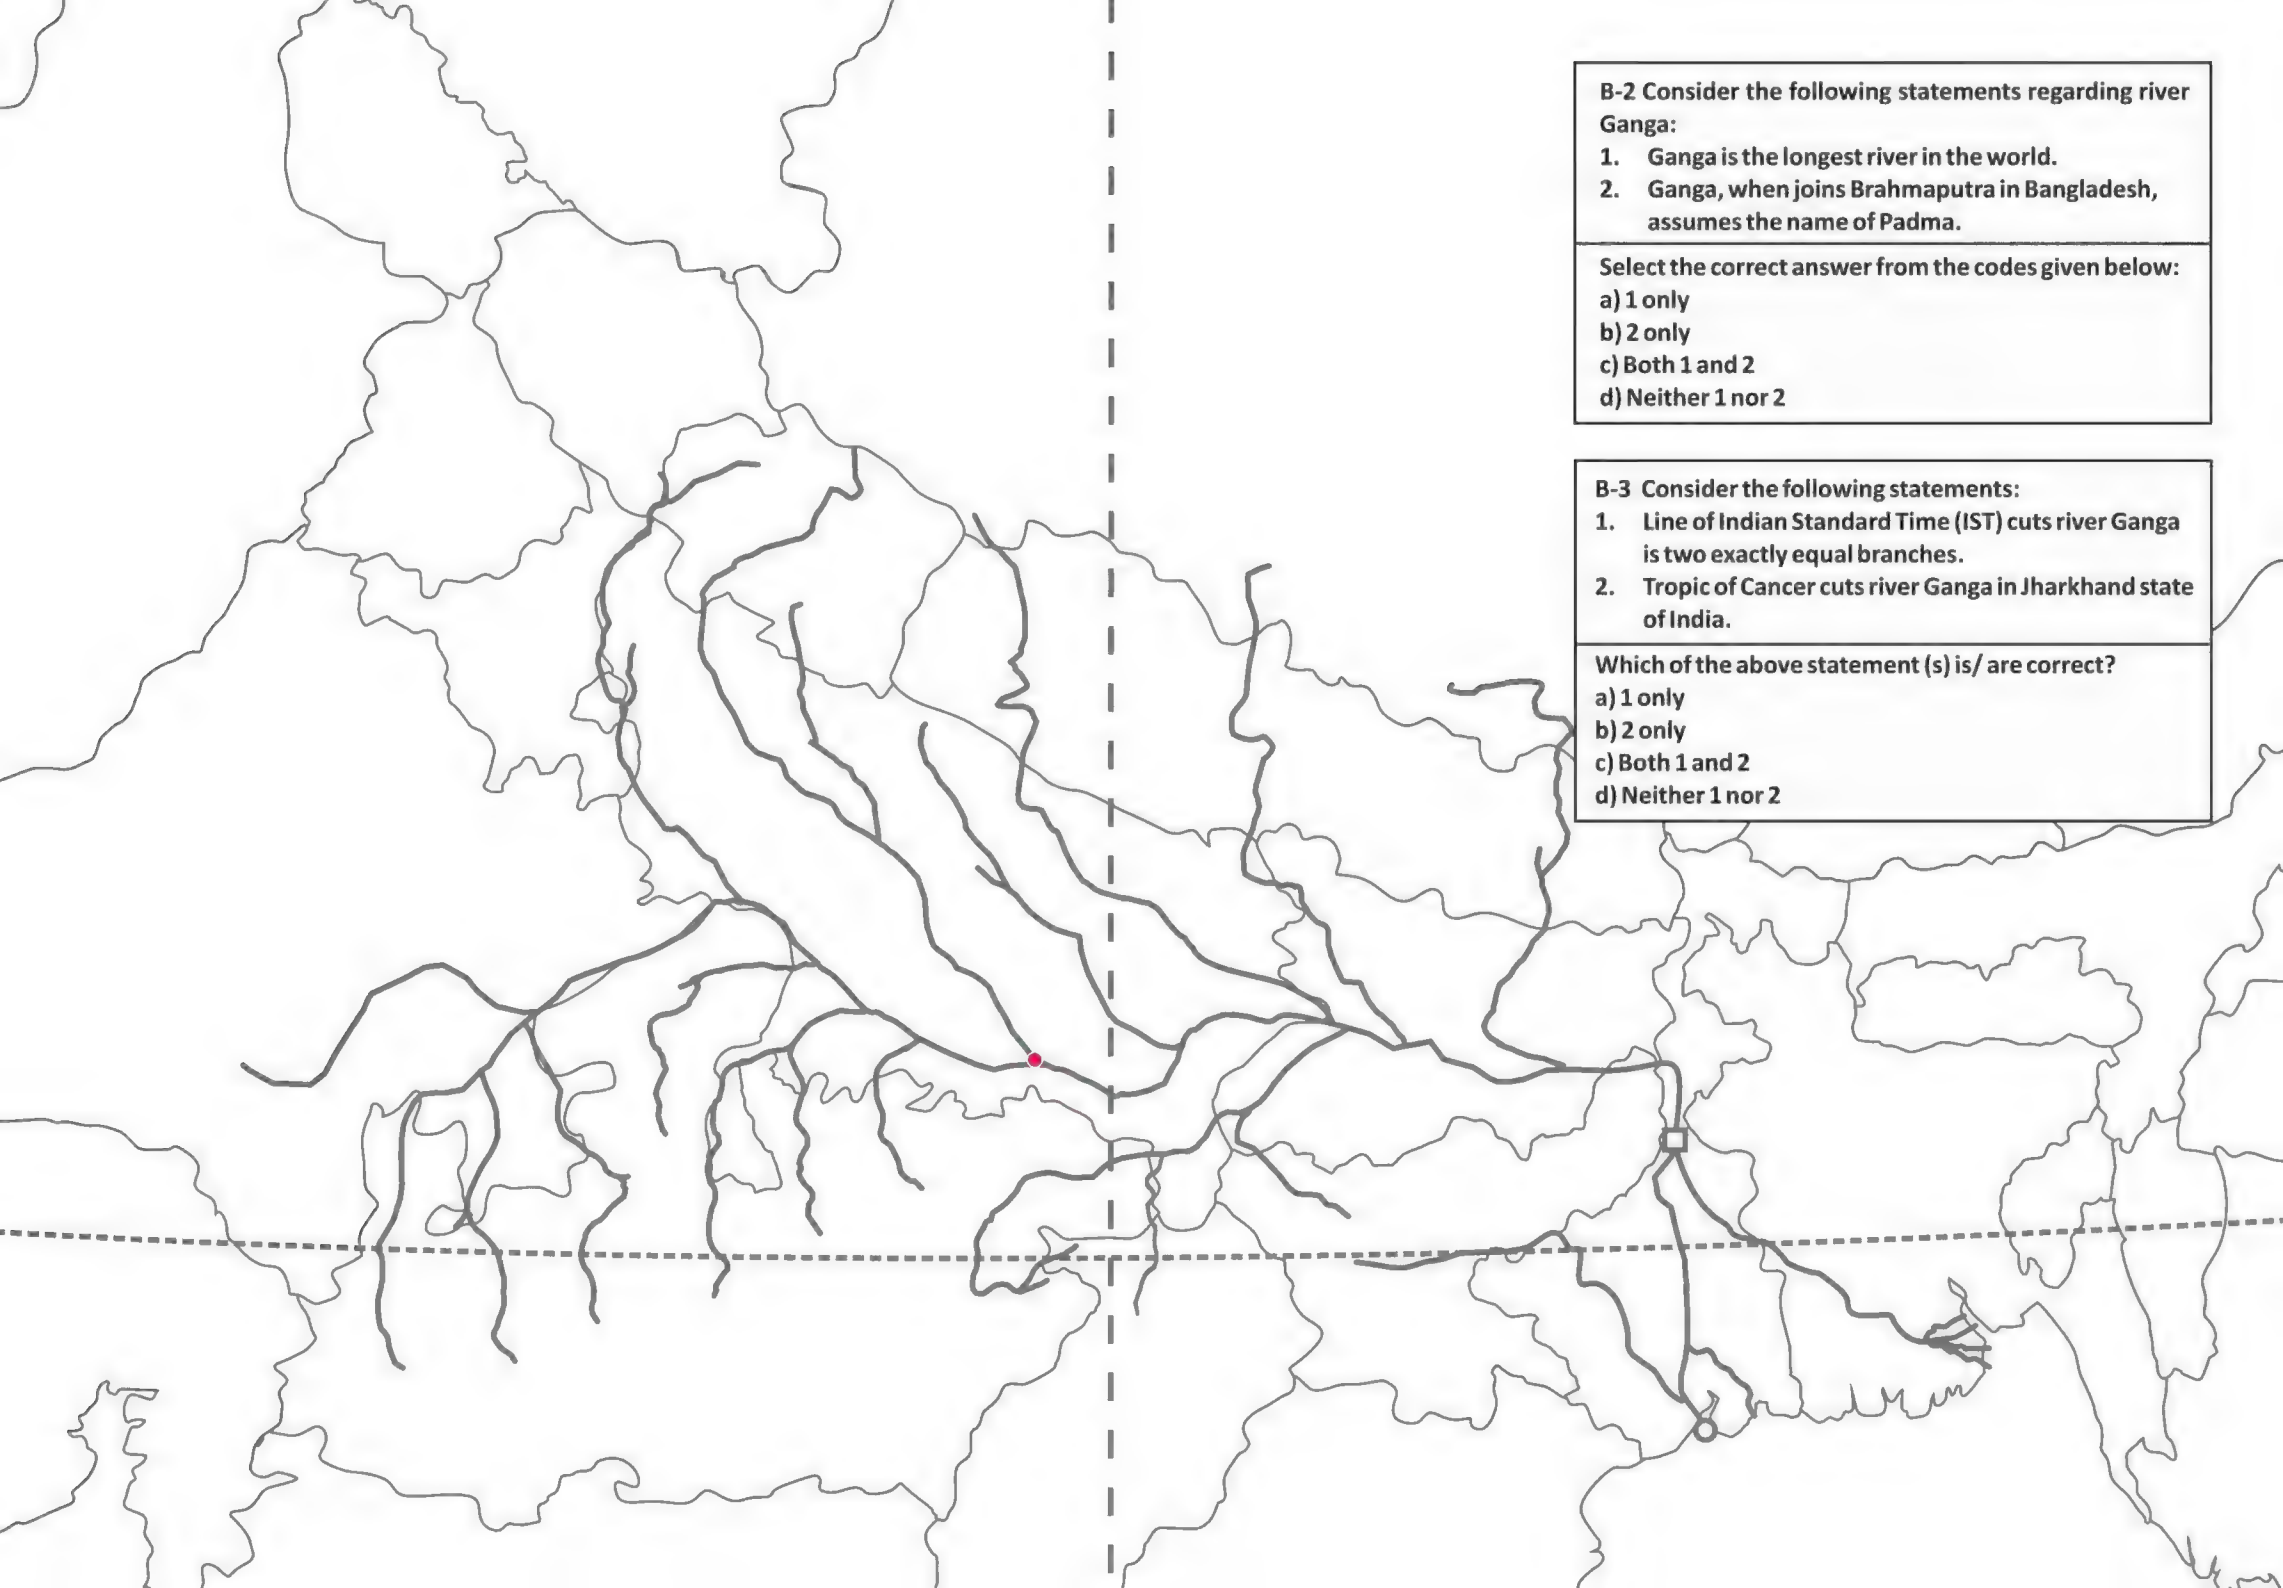 B-2 Consider the following statements regarding river
Ganga:
1. Ganga is the longest river in the world.
2. Ganga, when joins Brahmaputra in Bangladesh,
assumes the name of Padma.
Select the correct answer from the codes given below:
a) 1 only
b) 2 only
c) Both 1 and 2
d) Neither 1 nor 2
B-3 Consider the following statements:
1. Line of Indian Standard Time (IST) cuts river Ganga
is two exactly equal branches.
2. Tropic of Cancer cuts river Ganga in Jharkhand state
of India.
Which of the above statement (s) is/ are correct?
a) 1 only
b) 2 only
c) Both 1 and 2
d) Neither 1 nor 2